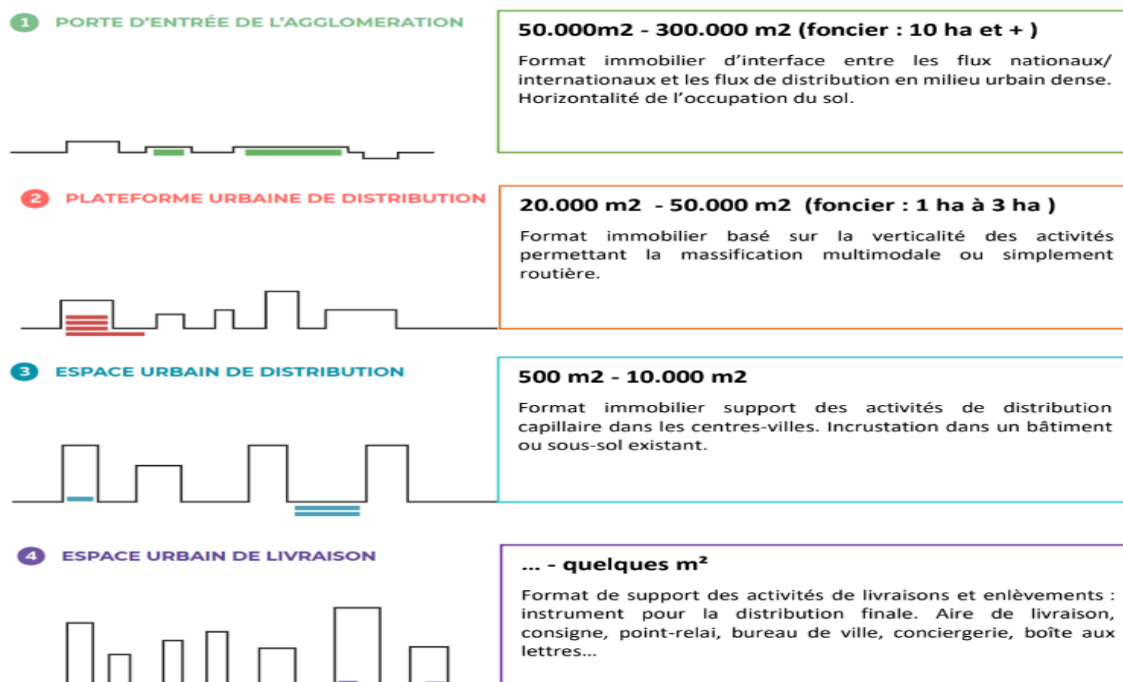 1 PORTE D'ENTRÉE DE L'AGGLOMERATION
50.000m2 - 300.000 m2 (foncier : 10 ha et + )
Format immobilier d'interface entre les flux nationaux/
internationaux et les flux de distribution en milieu urbain dense.
Horizontalité de l'occupation du sol.
2 PLATEFORME URBAINE DE DISTRIBUTION
20.000 m2 - 50.000 m2 (foncier : 1 ha à 3 ha )
Format immobilier basé sur la verticalité des activités
permettant la massification multimodale ou simplement
routière.
3 ESPACE URBAIN DE DISTRIBUTION
500 m2 - 10.000 m2
Format immobilier support des activités de distribution
capillaire dans les centres-villes. Incrustation dans un bâtiment
ou sous-sol existant.
4 ESPACE URBAIN DE LIVRAISON
... - quelques m²
Format de support des activités de livraisons et enlèvements :
instrument pour la distribution finale. Aire de livraison,
consigne, point-relai, bureau de ville, conciergerie, boîte aux
lettres...